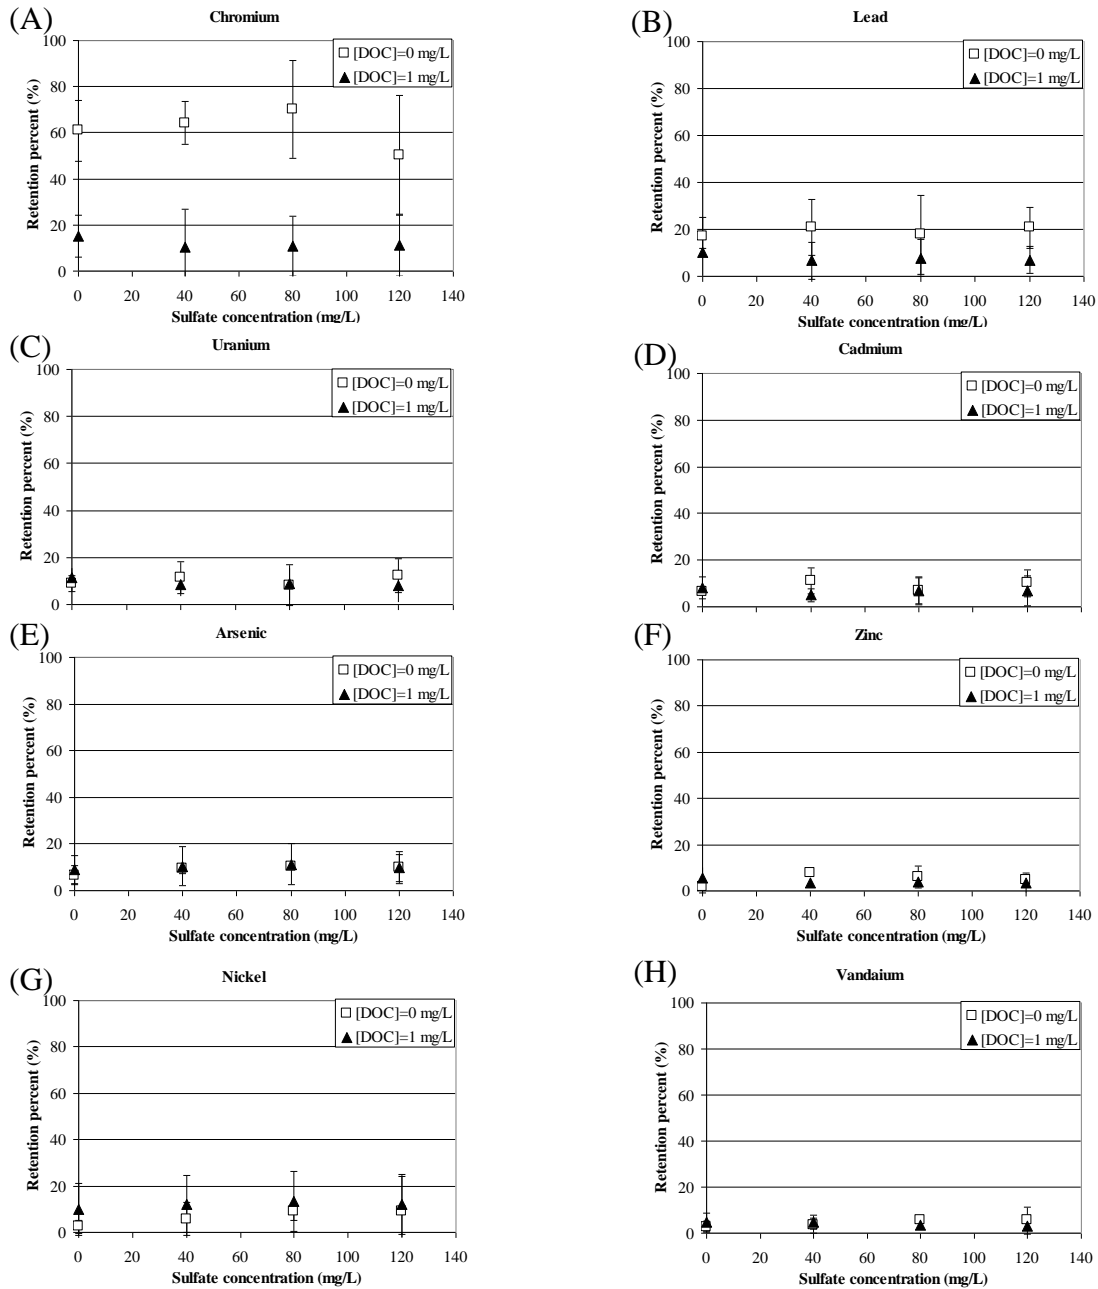 (A)
Chromium
[DOC]=0 mg/L
[DOC]=1 mg/L
Retention percent (%)
100
80
60
40
20
0
0 20 40 60 80 100 120 140
Sulfate concentration (mg/L)
(B)
Lead
[DOC]=0 mg/L
[DOC]=1 mg/L
Retention percent (%)
100
80
60
40
20
0
0 20 40 60 80 100 120 140
Sulfate concentration (mg/L)
(C)
Uranium
[DOC]=0 mg/L
[DOC]=1 mg/L
Retention percent (%)
100
80
60
40
20
0
(D)
Cadmium
[DOC]=0 mg/L
[DOC]=1 mg/L
Retention percent (%)
100
80
60
40
20
0
(E)
Arsenic
[DOC]=0 mg/L
[DOC]=1 mg/L
Retention percent (%)
100
80
60
40
20
0
0 20 40 60 80 100 120 140
Sulfate concentration (mg/L)
(F)
Zinc
[DOC]=0 mg/L
[DOC]=1 mg/L
Retention percent (%)
100
80
60
40
20
0
0 20 40 60 80 100 120 140
Sulfate concentration (mg/L)
(G)
Nickel
[DOC]=0 mg/L
[DOC]=1 mg/L
Retention percent (%)
100
80
60
40
20
0
0 20 40 60 80 100 120 140
Sulfate concentration (mg/L)
(H)
Vandaium
[DOC]=0 mg/L
[DOC]=1 mg/L
Retention percent (%)
100
80
60
40
20
0
0 20 40 60 80 100 120 140
Sulfate concentration (mg/L)